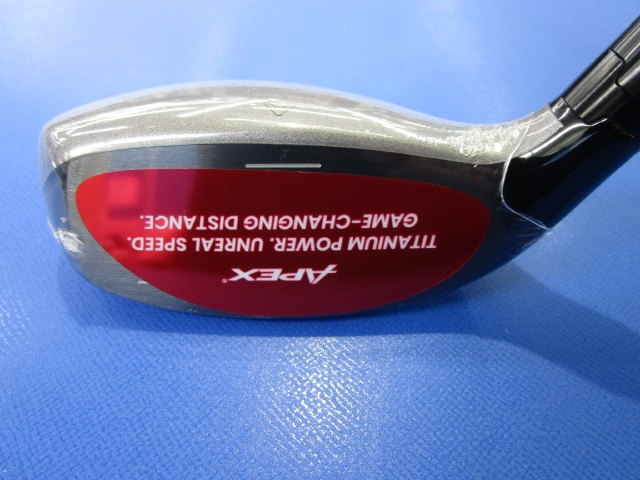 APEX®
TITANIUM POWER. UNREAL SPEED.
GAME-CHANGING DISTANCE.